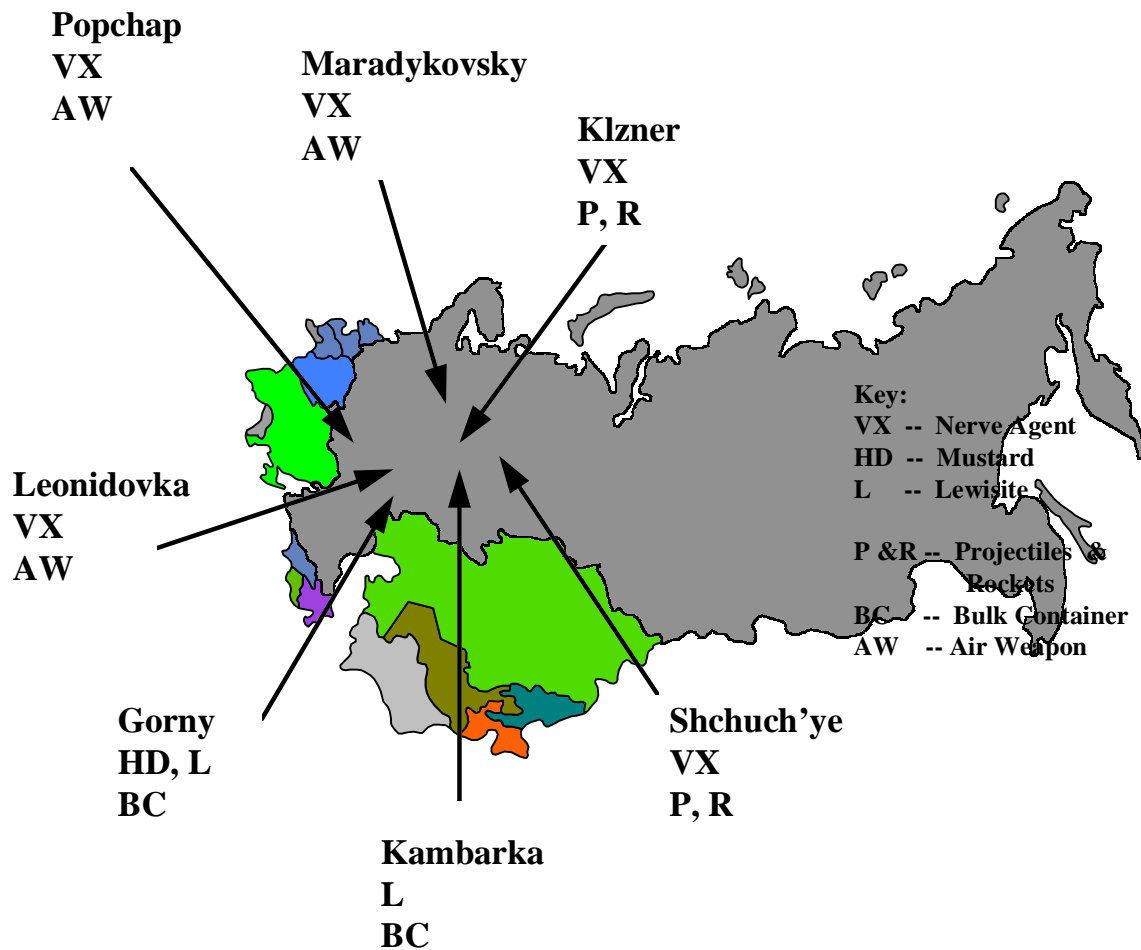 Popchap
VX
AW
Maradykovsky
VX
AW
Klzner
VX
P, R
Key:
VX -- Nerve Agent
HD -- Mustard
L -- Lewisite
P &R -- Projectiles &
Rockets
BC -- Bulk Container
AW -- Air Weapon
Leonidovka
VX
AW
Gorny
HD, L
BC
Kambarka
L
BC
Shchuch'ye
VX
P, R